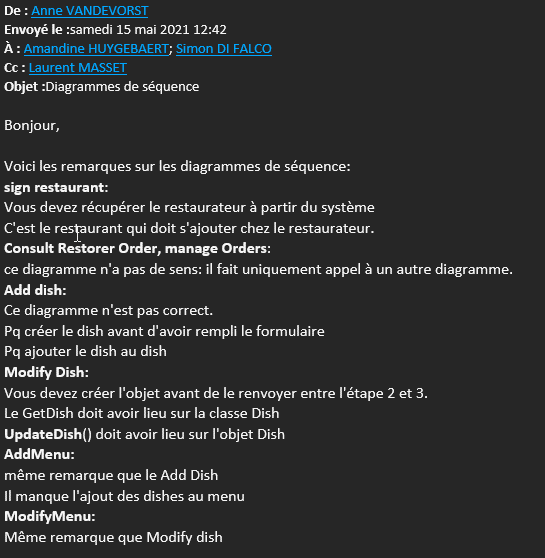 De : Anne VANDEVORST
Envoyé le :samedi 15 mai 2021 12:42
À : Amandine HUYGEBAERT; Simon DI FALCO
Cc : Laurent MASSET
Objet :Diagrammes de séquence
Bonjour,
Voici les remarques sur les diagrammes de séquence:
sign restaurant:
Vous devez récupérer le restaurateur à partir du système
C'est le restaurant qui doit s'ajouter chez le restaurateur.
Consult Restorer Order, manage Orders:
ce diagramme n'a pas de sens: il fait uniquement appel à un autre diagramme.
Add dish:
Ce diagramme n'est pas correct.
Pq créer le dish avant d'avoir rempli le formulaire
Pq ajouter le dish au dish
Modify Dish:
Vous devez créer l'objet avant de le renvoyer entre l'étape 2 et 3.
Le GetDish doit avoir lieu sur la classe Dish
UpdateDish() doit avoir lieu sur l'objet Dish
AddMenu:
même remarque que le Add Dish
Il manque l'ajout des dishes au menu
ModifyMenu:
Même remarque que Modify dish